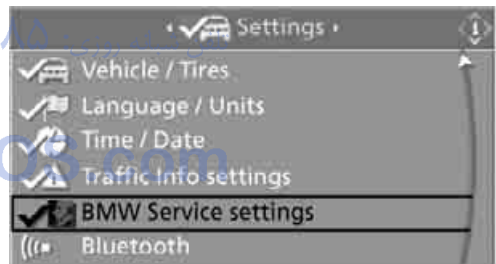 Settings
Vehicle / Tires
Language / Units
Time / Date
Traffic Info settings
BMW Service settings
Bluetooth